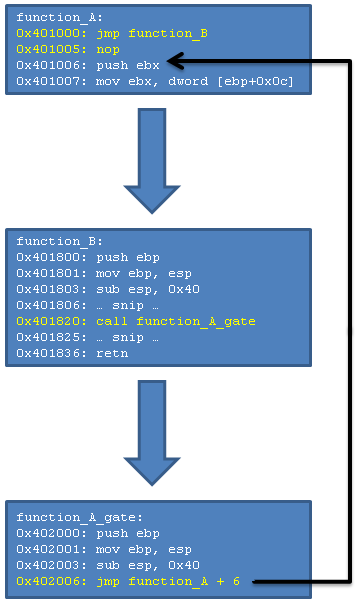 function_A:
0x401000: jmp function_B
0x401005: nop
0x401006: push ebx
0x401007: mov ebx, dword [ebp+0x0c]
function_B:
0x401800: push ebp
0x401801: mov ebp, esp
0x401803: sub esp, 0x40
0x401806: … snip …
0x401820: call function_A_gate
0x401825: … snip …
0x401836: retn
function_A_gate:
0x402000: push ebp
0x402001: mov ebp, esp
0x402003: sub esp, 0x40
0x402006: jmp function_A + 6